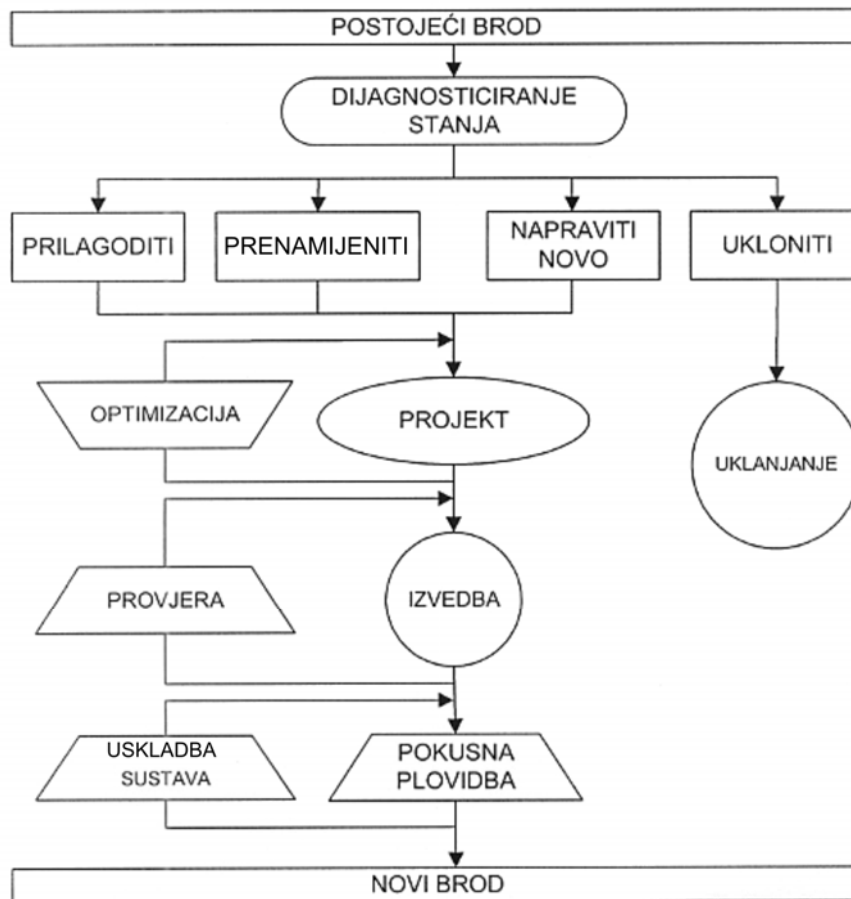 POSTOJEĆI BROD
DIJAGNOSTICIRANJE
STANJA
PRILAGODITI
PRENAMIJENITI
NAPRAVITI
NOVO
UKLONITI
OPTIMIZACIJA
PROJEKT
UKLANJANJE
PROVJERA
IZVEDBA
USKLADBA
SUSTAVA
POKUSNA
PLOVIDBA
NOVI BROD